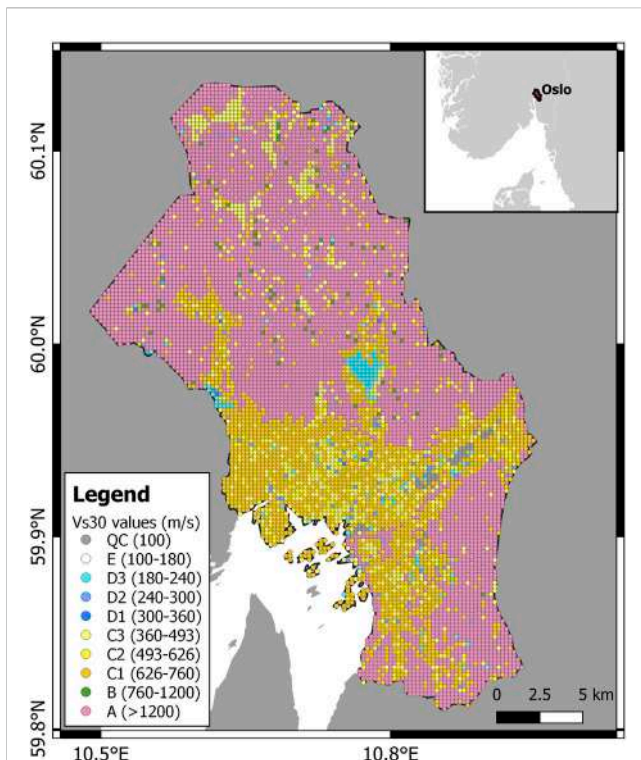 Oslo
60.1°N
60.0°N
59.9°N
59.8°N
Legend
Vs30 values (m/s)
QC (100)
E (100-180)
D3 (180-240)
D2 (240-300)
D1 (300-360)
C3 (360-493)
C2 (493-626)
C1 (626-760)
B (760-1200)
A (>1200)
0 2.5 5 km
10.5°E 10.8°E